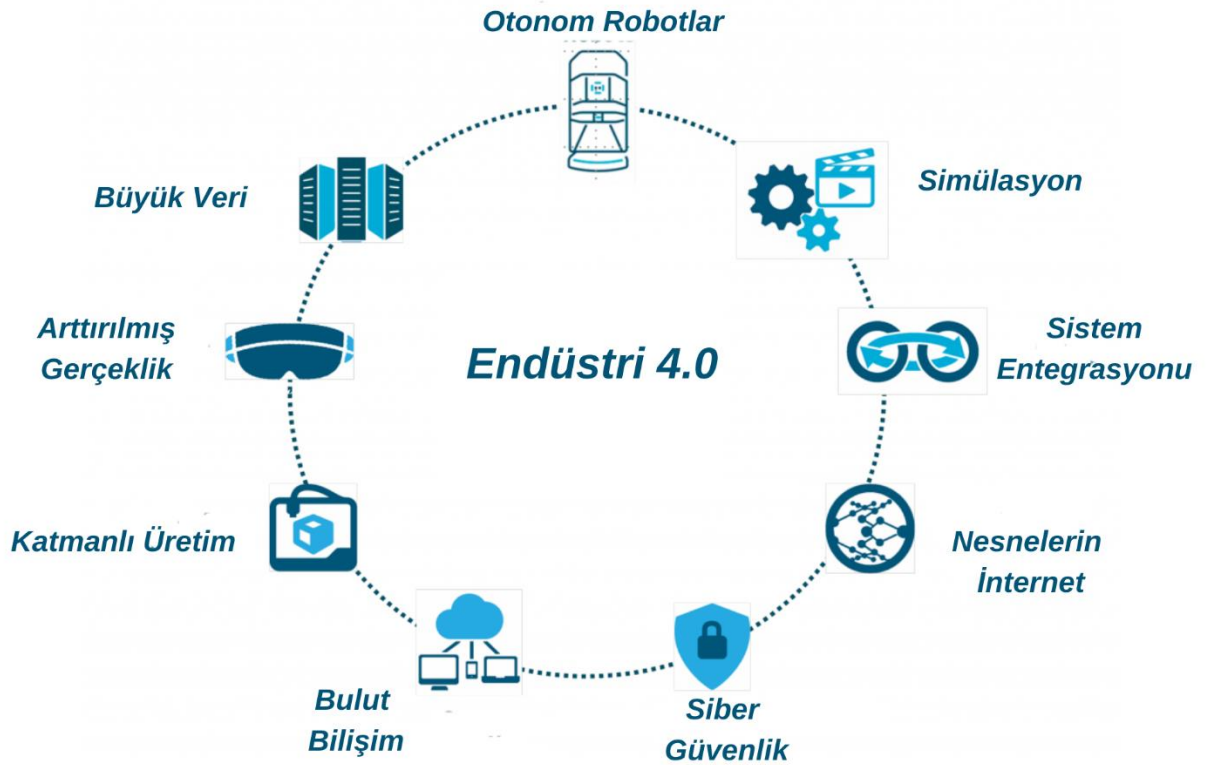 Otonom Robotlar
Büyük Veri
Simülasyon
Arttırılmış
Gerçeklik
Endüstri 4.0
Sistem
Entegrasyonu
Katmanlı Üretim
Nesnelerin
İnternet
Bulut
Bilişim
Siber
Güvenlik